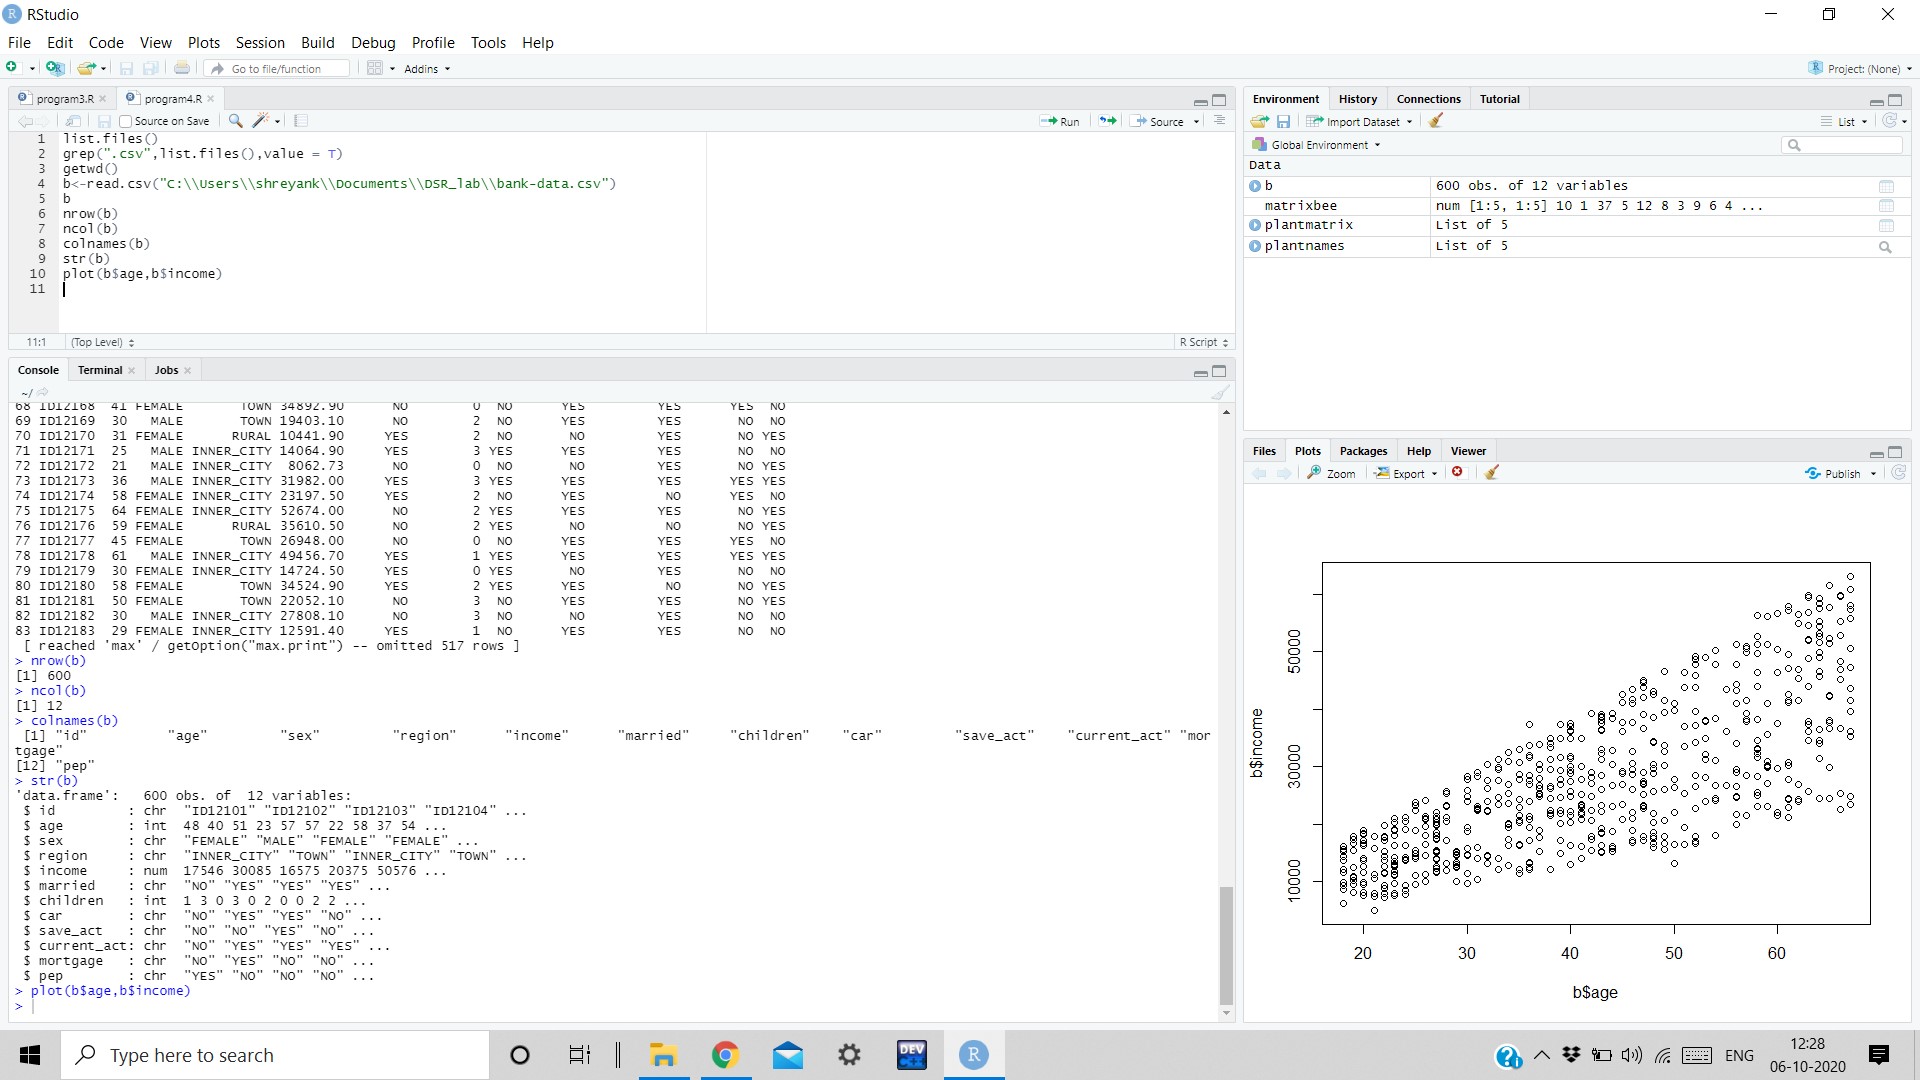 RStudio
File Edit Code View Plots Session Build Debug Profile Tools Help
Go to file/function Addins Project: (None)
program3.R program4.R
Source on Save Run Source
1 list.files()
2 grep(".csv",list.files(),value = T)
3 getwd()
4 b<-read.csv("C:\\Users\\shreyank\\Documents\\DSR_lab\\bank-data.csv")
5 b
6 nrow(b)
7 ncol(b)
8 colnames(b)
9 str(b)
10 plot(b$age,b$income)
11
11:1 (Top Level) R Script
Console Terminal Jobs
~/
68 ID12168 41 FEMALE TOWN 34892.90 NO 0 NO YES YES YES NO
69 ID12169 30 MALE TOWN 19403.10 NO 2 NO YES YES NO NO
70 ID12170 31 FEMALE RURAL 10441.90 YES 2 NO NO YES NO YES
71 ID12171 25 MALE INNER_CITY 14064.90 YES 3 YES YES YES NO NO
72 ID12172 21 MALE INNER_CITY 8062.73 NO 0 NO NO YES NO YES
73 ID12173 36 MALE INNER_CITY 31982.00 YES 3 YES YES YES YES YES
74 ID12174 58 FEMALE INNER_CITY 23197.50 YES 2 NO YES NO YES NO
75 ID12175 64 FEMALE INNER_CITY 52674.00 NO 2 YES YES YES NO YES
76 ID12176 59 FEMALE RURAL 35610.50 NO 2 YES NO NO NO YES
77 ID12177 45 FEMALE TOWN 26948.00 NO 0 NO YES YES YES NO
78 ID12178 61 MALE INNER_CITY 49456.70 YES 1 YES YES YES YES YES
79 ID12179 30 FEMALE INNER_CITY 14724.50 YES 0 YES NO YES NO NO
80 ID12180 58 FEMALE TOWN 34524.90 YES 2 YES YES NO NO YES
81 ID12181 50 FEMALE TOWN 22052.10 NO 3 NO YES YES NO YES
82 ID12182 30 MALE INNER_CITY 27808.10 NO 3 NO NO YES NO NO
83 ID12183 29 FEMALE INNER_CITY 12591.40 YES 1 NO YES YES NO NO
[ reached 'max' / getOption("max.print") -- omitted 517 rows ]
> nrow(b)
[1] 600
> ncol(b)
[1] 12
> colnames(b)
[1] "id" "age" "sex" "region" "income" "married" "children" "car" "save_act" "current_act" "mor
tgage"
[12] "pep"
> str(b)
'data.frame': 600 obs. of 12 variables:
$ id : chr "ID12101" "ID12102" "ID12103" "ID12104" ...
$ age : int 48 40 51 23 57 57 22 58 37 54 ...
$ sex : chr "FEMALE" "MALE" "FEMALE" "FEMALE" ...
$ region : chr "INNER_CITY" "TOWN" "INNER_CITY" "TOWN" ...
$ income : num 17546 30085 16575 20375 50576 ...
$ married : chr "NO" "YES" "YES" "YES" ...
$ children : int 1 3 0 3 0 2 0 0 2 2 ...
$ car : chr "NO" "YES" "YES" "NO" ...
$ save_act : chr "NO" "NO" "YES" "NO" ...
$ current_act: chr "NO" "YES" "YES" "YES" ...
$ mortgage : chr "NO" "YES" "NO" "NO" ...
$ pep : chr "YES" "NO" "NO" "NO" ...
> plot(b$age,b$income)
>
Environment History Connections Tutorial
Import Dataset List
Global Environment
Data
b 600 obs. of 12 variables
matrixbee num [1:5, 1:5] 10 1 37 5 12 8 3 9 6 4 ...
plantmatrix List of 5
plantnames List of 5
Files Plots Packages Help Viewer
Zoom Export Publish
b$income
50000
30000
10000
20 30 40 50 60
b$age
Type here to search
DEV C++
R
ENG
12:28
06-10-2020